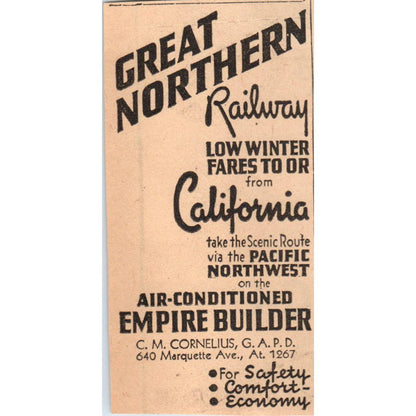 GREAT
NORTHERN
Railway
LOW WINTER
FARES TO OR
from
California
take the Scenic Route
via the PACIFIC
NORTHWEST
on the
AIR-CONDITIONED
EMPIRE BUILDER
C. M. CORNELIUS, G. A. P. D.
640 Marquette Ave., At. 1267
• For Safety
• Comfort-
• Economy